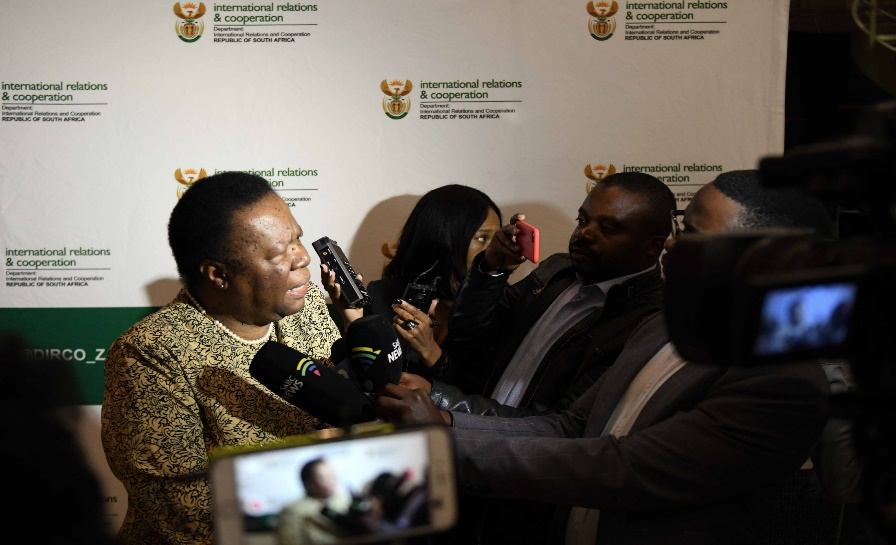 international relations
& cooperation
Department:
International Relations and Cooperation
REPUBLIC OF SOUTH AFRICA
international relations
& cooperation
Department:
International Relations and Cooperation
REPUBLIC OF SOUTH AFRICA
international relations
& cooperation
Department:
International Relations and Cooperation
REPUBLIC OF SOUTH AFRICA
international relations
& cooperation
Department:
International Relations and Cooperation
REPUBLIC OF SOUTH AFRICA
international relations
international relations
& cooperation
international relations
& cooperation
Department:
International Relations and Cooperation
REPUBLIC OF SOUTH AFRICA
DIRCO_Z
NEWS